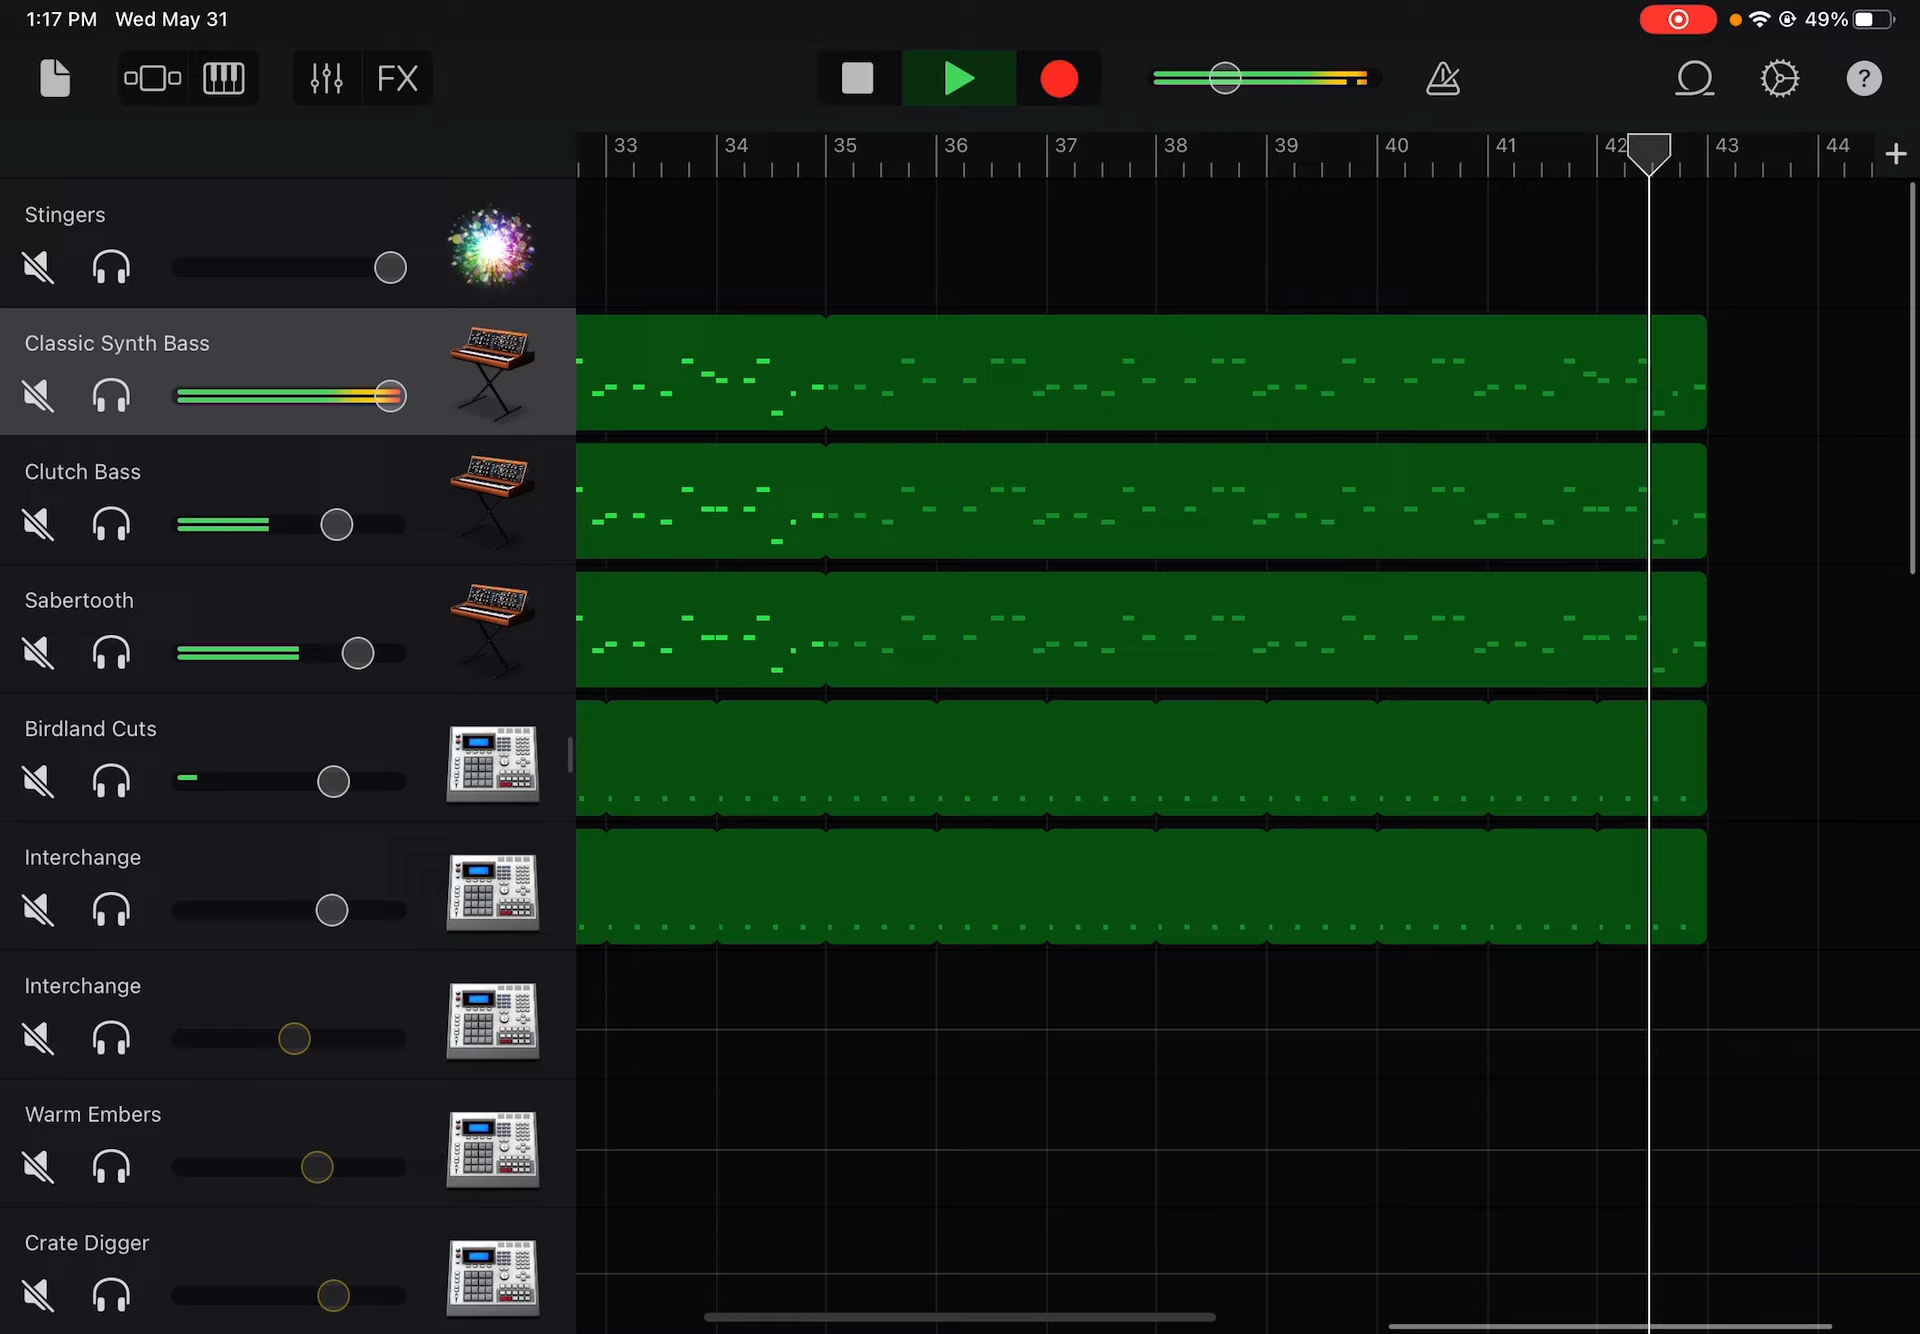 1:17 PM Wed May 31
49%
FX
?
33 34 35 36 37 38 39 40 41 42 43 44
Stingers
Classic Synth Bass
Clutch Bass
Sabertooth
Birdland Cuts
Interchange
Interchange
Warm Embers
Crate Digger